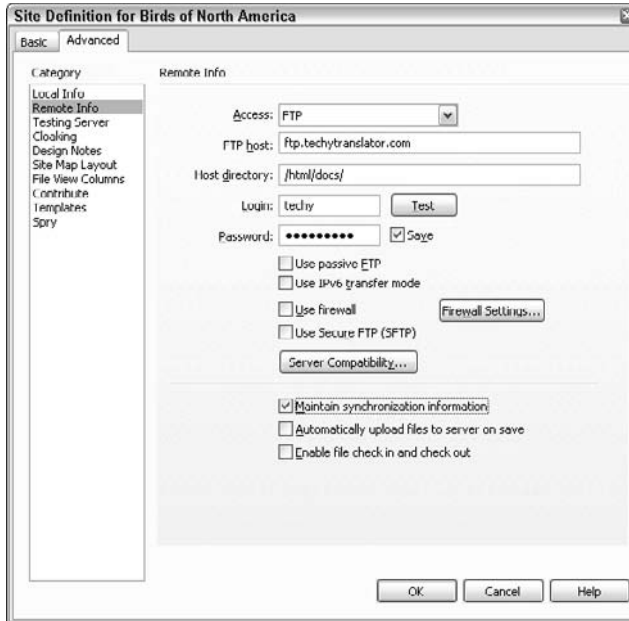 Site Definition for Birds of North America
Basic
Advanced
Category
Local Info
Remote Info
Testing Server
Cloaking
Design Notes
Site Map Layout
File View Columns
Contribute
Templates
Spry
Remote Info
Access: FTP
FTP host: ftp.techytranslator.com
Host directory: /html/docs/
Login: techy Test
Password: ●●●●●●●●● Save
Use passive FTP
Use IPv6 transfer mode
Use firewall Firewall Settings...
Use Secure FTP (SFTP)
Server Compatibility...
Maintain synchronization information
Automatically upload files to server on save
Enable file check in and check out
OK Cancel Help